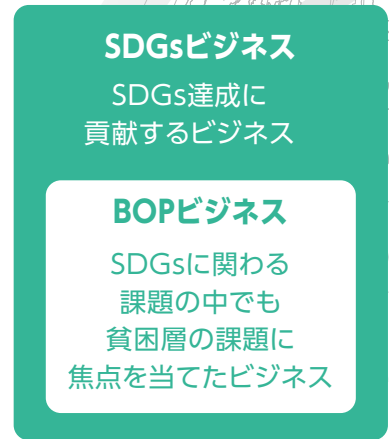 SDGsビジネス
SDGs達成に
貢献するビジネス
BOPビジネス
SDGsに関わる
課題の中でも
貧困層の課題に
焦点を当てたビジネス